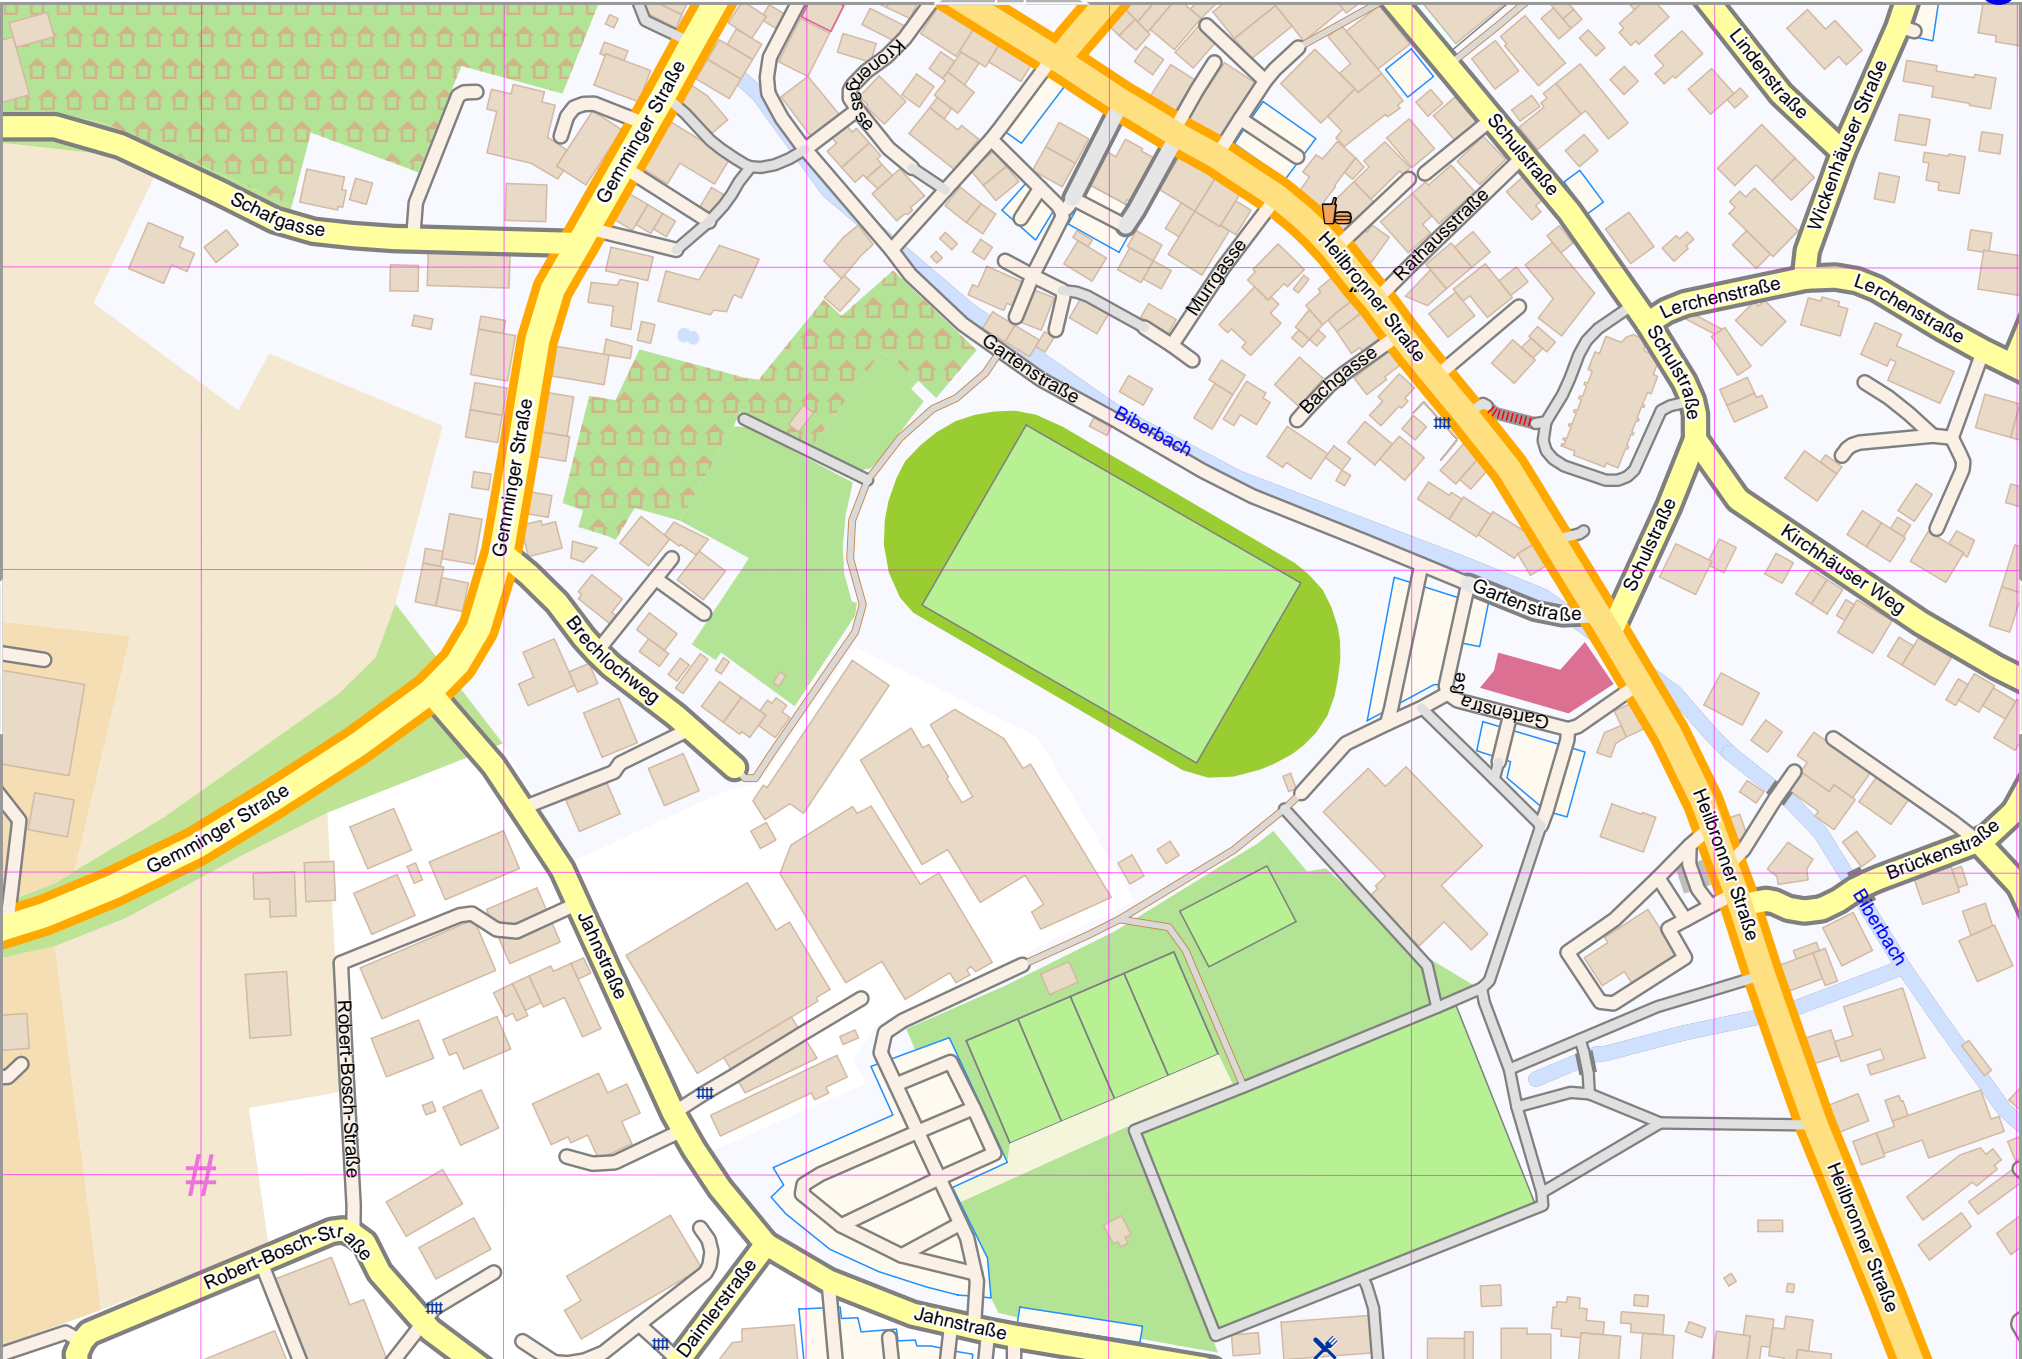 Gemminger Straße
Kronengasse
Schulstraße
Lindenstraße
Wickenhäuser Straße
Schafgasse
Murrgasse
Heilbronner Straße
Rathausstraße
Lerchenstraße
Lerchenstraße
Schulstraße
Gartenstraße
Bachgasse
Biberbach
Gemminger Straße
Schulstraße
Kirchhäuser Weg
Gartenstraße
Brechlochweg
Gartenstraße
Gemminger Straße
Heilbronner Straße
Brückenstraße
Biberbach
Jahnstraße
Robert-Bosch-Straße
#
Robert-Bosch-Straße
Heilbronner Straße
Daimlerstraße
Jahnstraße